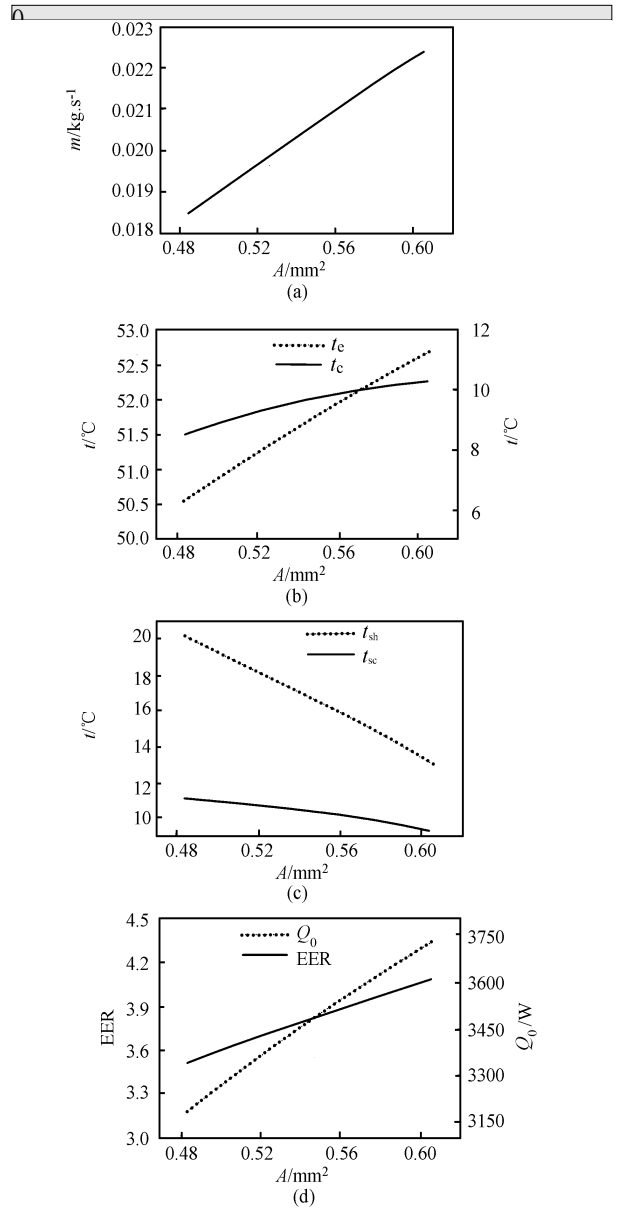 0
0.023
0.022
0.021
0.020
0.019
0.018
m/kg.s⁻¹
0.48 0.52 0.56 0.60
A/mm²
(a)
53.0
52.5
52.0
51.5
51.0
50.5
50.0
t/℃
tₑ
t_c
12
10
8
6
t/℃
0.48 0.52 0.56 0.60
A/mm²
(b)
20
18
16
14
12
10
t/℃
t_sh
t_sc
0.48 0.52 0.56 0.60
A/mm²
(c)
4.5
4.2
3.9
3.6
3.3
3.0
EER
Q₀
EER
3750
3600
3450
3300
3150
Q₀/W
0.48 0.52 0.56 0.60
A/mm²
(d)